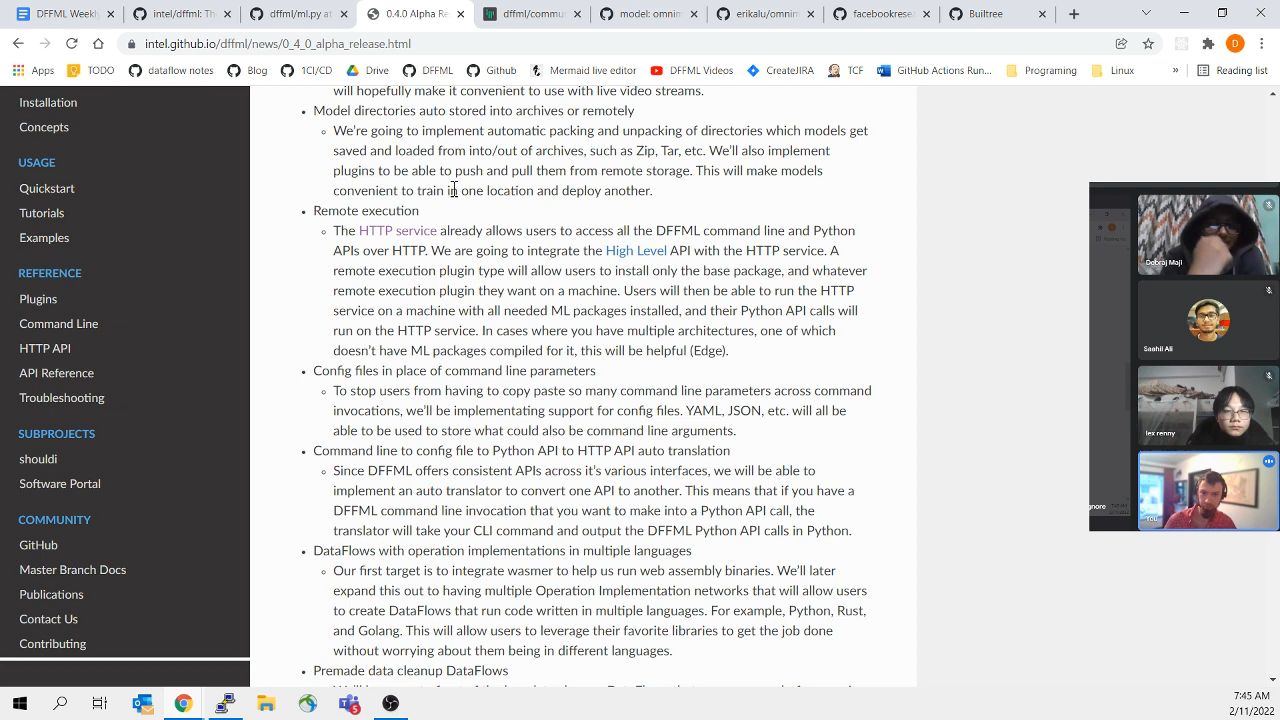 DFFML Weekly
intel/dffml: The
dffml/ml.py at
0.4.0 Alpha Re
dffml/commun
model: omnim
erikalu/omnim
facebookresea
Builtree
intel.github.io/dffml/news/0_4_0_alpha_release.html
D
Apps
TODO
dataflow notes
Blog
1CI/CD
Drive
DFFML
Github
Mermaid live editor
DFFML Videos
CreateJIRA
TCF
GitHub Actions Run...
Programing
Linux
»
Reading list
Installation
Concepts
USAGE
Quickstart
Tutorials
Examples
REFERENCE
Plugins
Command Line
HTTP API
API Reference
Troubleshooting
SUBPROJECTS
shouldi
Software Portal
COMMUNITY
GitHub
Master Branch Docs
Publications
Contact Us
Contributing
will hopefully make it convenient to use with live video streams.
Model directories auto stored into archives or remotely
We're going to implement automatic packing and unpacking of directories which models get
saved and loaded from into/out of archives, such as Zip, Tar, etc. We'll also implement
plugins to be able to push and pull them from remote storage. This will make models
convenient to train in one location and deploy another.
Remote execution
The HTTP service already allows users to access all the DFFML command line and Python
APIs over HTTP. We are going to integrate the High Level API with the HTTP service. A
remote execution plugin type will allow users to install only the base package, and whatever
remote execution plugin they want on a machine. Users will then be able to run the HTTP
service on a machine with all needed ML packages installed, and their Python API calls will
run on the HTTP service. In cases where you have multiple architectures, one of which
doesn't have ML packages compiled for it, this will be helpful (Edge).
Config files in place of command line parameters
To stop users from having to copy paste so many command line parameters across command
invocations, we'll be implementing support for config files. YAML, JSON, etc. will all be
able to be used to store what could also be command line arguments.
Command line to config file to Python API to HTTP API auto translation
Since DFFML offers consistent APIs across it's various interfaces, we will be able to
implement an auto translator to convert one API to another. This means that if you have a
DFFML command line invocation that you want to make into a Python API call, the
translator will take your CLI command and output the DFFML Python API calls in Python.
DataFlows with operation implementations in multiple languages
Our first target is to integrate wasmer to help us run web assembly binaries. We'll later
expand this out to having multiple Operation Implementation networks that will allow users
to create DataFlows that run code written in multiple languages. For example, Python, Rust,
and Golang. This will allow users to leverage their favorite libraries to get the job done
without worrying about them being in different languages.
Premade data cleanup DataFlows
Debraj Maji
Saahil Ali
lex renny
You
5
7:45 AM
2/11/2022